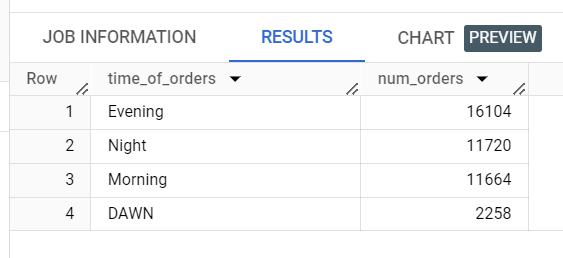 JOB INFORMATION RESULTS CHART PREVIEW
Row time_of_orders num_orders
1 Evening 16104
2 Night 11720
3 Morning 11664
4 DAWN 2258